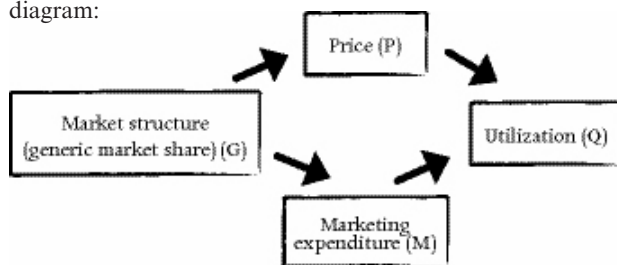 diagram:
Price (P)
Market structure
(generic market share) (G)
Utilization (Q)
Marketing
expenditure (M)